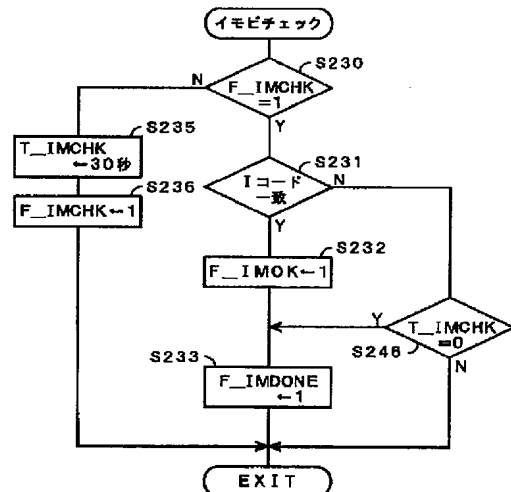 イモビチェック
S230
F_IMCHK
=1
N
Y
S235
T_IMCHK
←30秒
S236
F_IMCHK←1
S231
Iコード
一致
N
Y
S232
F_IMOK←1
Y
T_IMCHK
=0
S246
N
S233
F_IMDONE
←1
EXIT